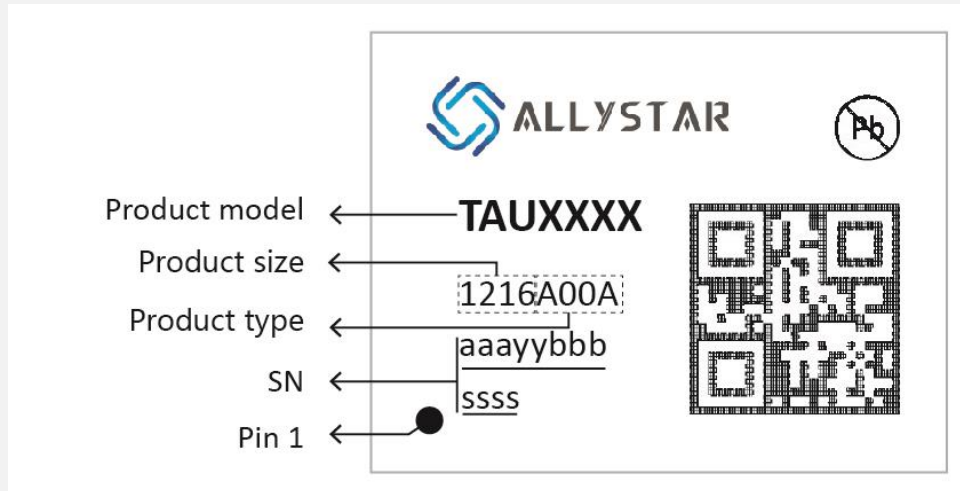 ALLYSTAR
Pb
Product model
TAUXXXX
Product size
1216A00A
Product type
aaayybbb
SN
ssss
Pin 1